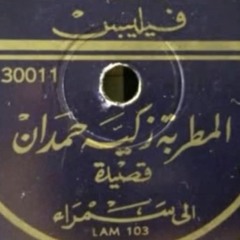 فيليبس
30011
المطربة زكية حمدان
قصيدة
الى سمراء
LAM 103